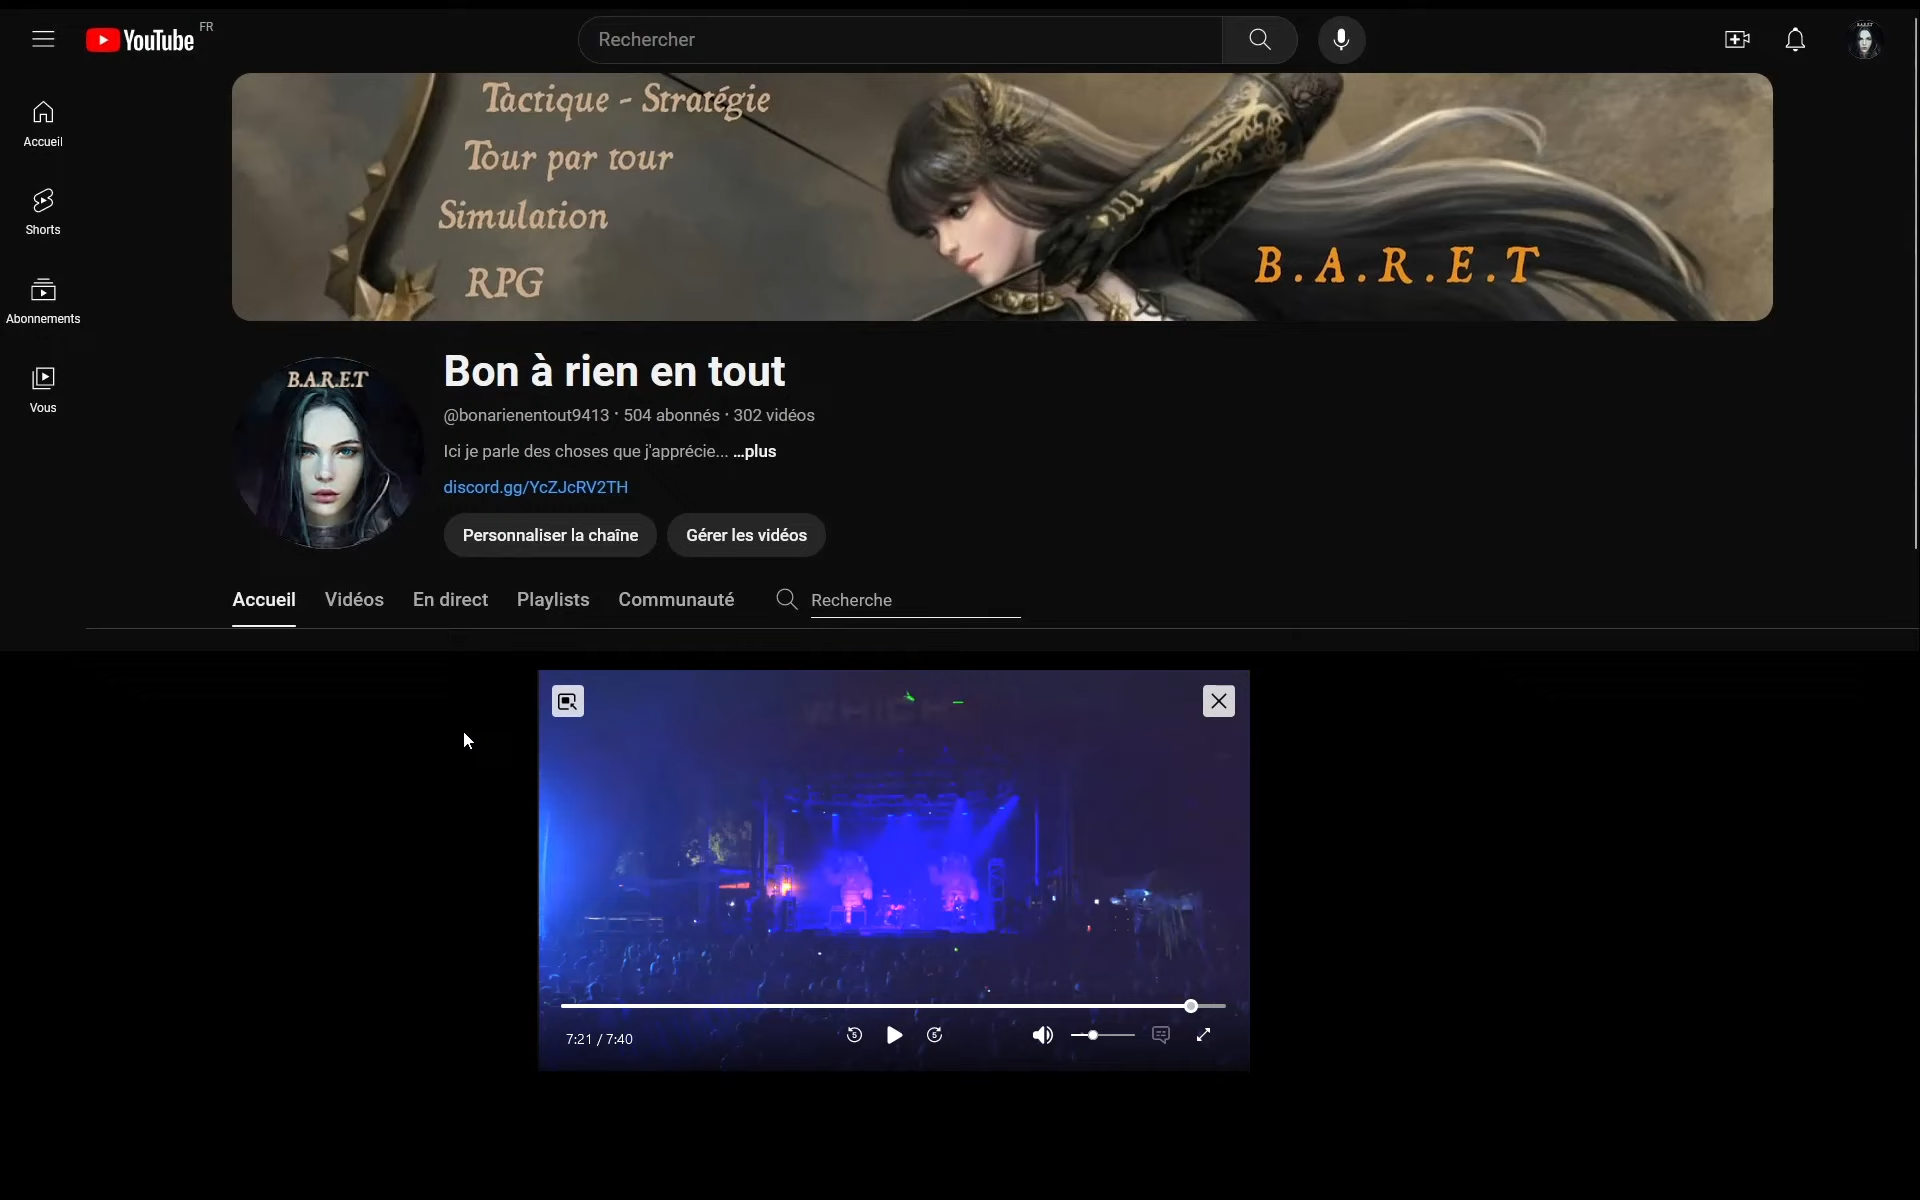 YouTube FR
Rechercher
Accueil
Shorts
Abonnements
Vous
Tactique - Stratégie
Tour par tour
Simulation
RPG
B.A.R.E.T
B.A.R.E.T
Bon à rien en tout
@bonarienentout9413 · 504 abonnés · 302 vidéos
Ici je parle des choses que j'apprécie... ...plus
discord.gg/YcZJcRV2TH
Personnaliser la chaîne Gérer les vidéos
Accueil Vidéos En direct Playlists Communauté Recherche
5 5
7:21 / 7:40